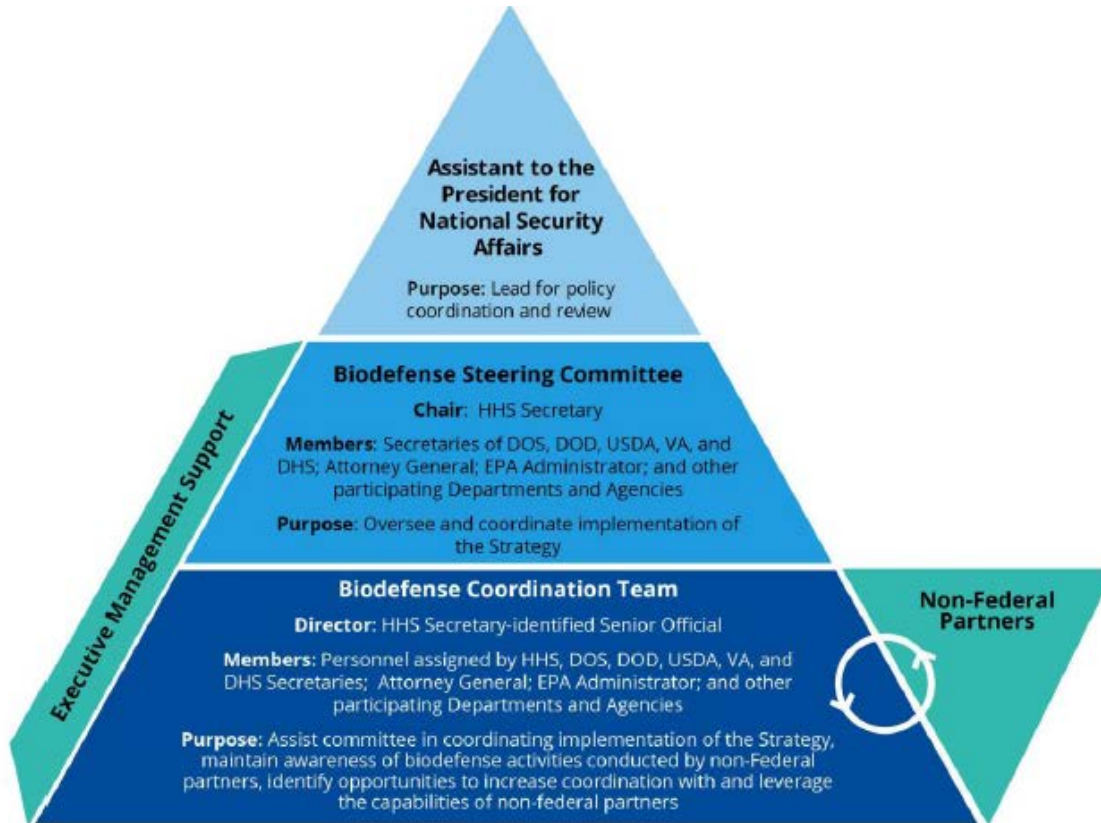 Assistant to the
President for
National Security
Affairs
Purpose: Lead for policy
coordination and review
Executive Management Support
Biodefense Steering Committee
Chair: HHS Secretary
Members: Secretaries of DOS, DOD, USDA, VA, and
DHS; Attorney General; EPA Administrator; and other
participating Departments and Agencies
Purpose: Oversee and coordinate implementation of
the Strategy
Biodefense Coordination Team
Director: HHS Secretary-identified Senior Official
Members: Personnel assigned by HHS, DOS, DOD, USDA, VA, and
DHS Secretaries; Attorney General; EPA Administrator; and other
participating Departments and Agencies
Purpose: Assist committee in coordinating implementation of the Strategy,
maintain awareness of biodefense activities conducted by non-Federal
partners, identify opportunities to increase coordination with and leverage
the capabilities of non-federal partners
Non-Federal
Partners